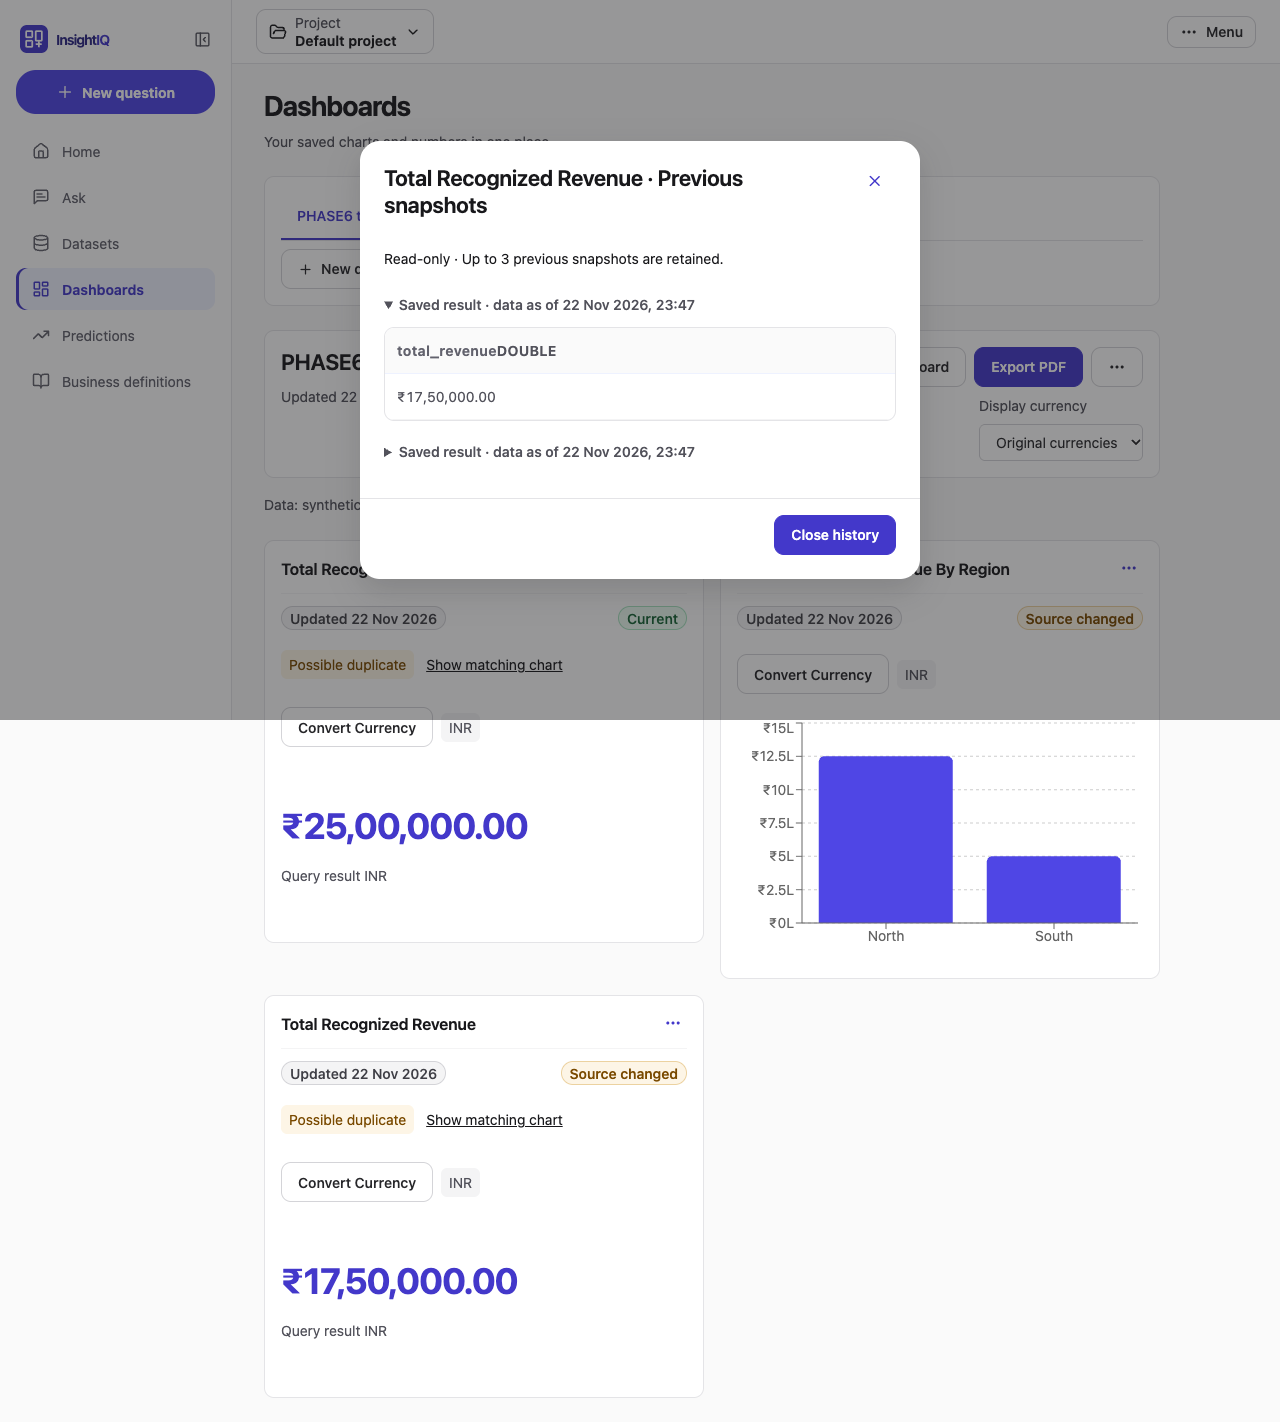 InsightIQ
New question
Home
Ask
Datasets
Dashboards
Predictions
Business definitions
Project
Default project
Menu
Dashboards
Your saved charts and numbers in one place
PHASE6
New
Total Recognized Revenue · Previous
snapshots
Read-only · Up to 3 previous snapshots are retained.
Saved result · data as of 22 Nov 2026, 23:47
total_revenueDOUBLE
₹17,50,000.00
Saved result · data as of 22 Nov 2026, 23:47
Close history
PHASE6
Updated 22
Export PDF
Display currency
Original currencies
Data: synthetic
Total
Updated 22 Nov 2026
Current
Possible duplicate
Show matching chart
Convert Currency
INR
₹25,00,000.00
Query result INR
By Region
Updated 22 Nov 2026
Source changed
Convert Currency
INR
₹15L
₹12.5L
₹10L
₹7.5L
₹5L
₹2.5L
₹0L
North
South
Total Recognized Revenue
Updated 22 Nov 2026
Source changed
Possible duplicate
Show matching chart
Convert Currency
INR
₹17,50,000.00
Query result INR